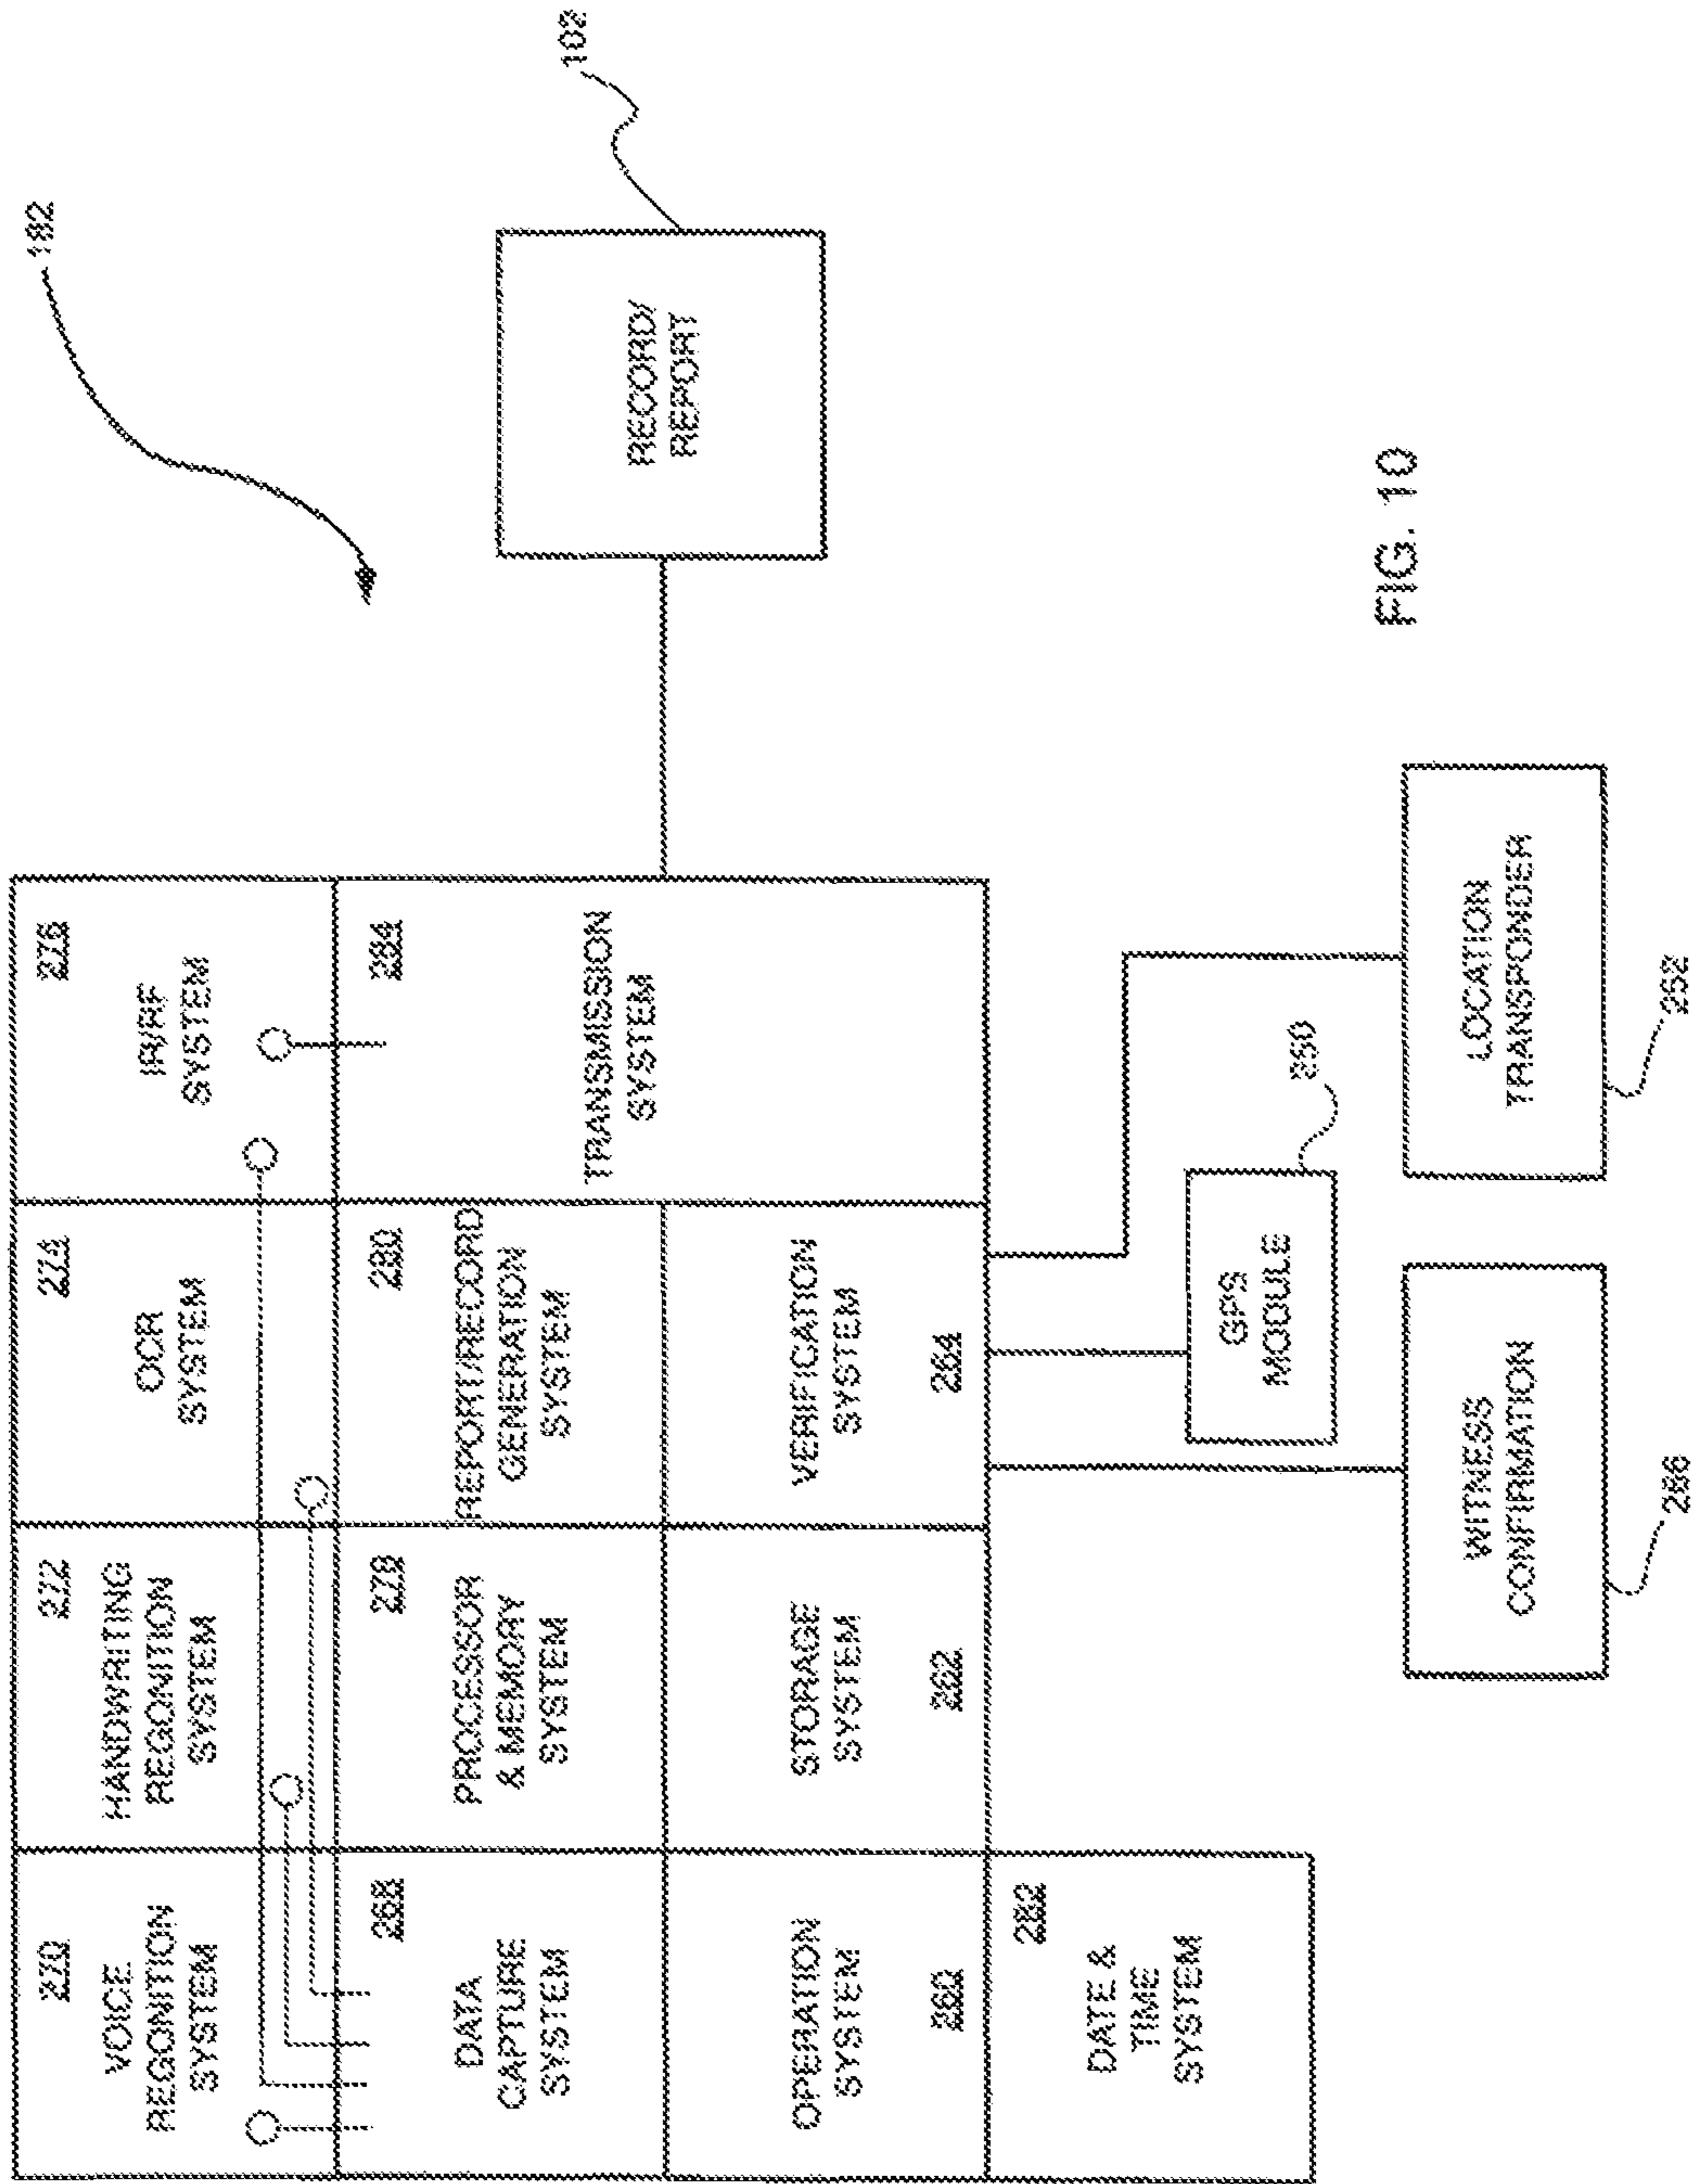 182
270
VOICE
REGONITION
SYSTEM
272
HANDWRITING
REGONITION
SYSTEM
274
OCR
SYSTEM
276
IR/RF
SYSTEM
268
DATA
CAPTURE
SYSTEM
278
PROCESSOR
& MEMORY
SYSTEM
280
REPORT/RECORD
GENERATION
SYSTEM
284
TRANSMISSION
SYSTEM
RECORD/
REPORT
102
OPERATION
SYSTEM
260
STORAGE
SYSTEM
262
VERIFICATION
SYSTEM
264
282
DATE &
TIME
SYSTEM
GPS
MODULE
250
WITNESS
CONFIRMATION
266
LOCATION
TRANSPONDER
252
FIG. 10